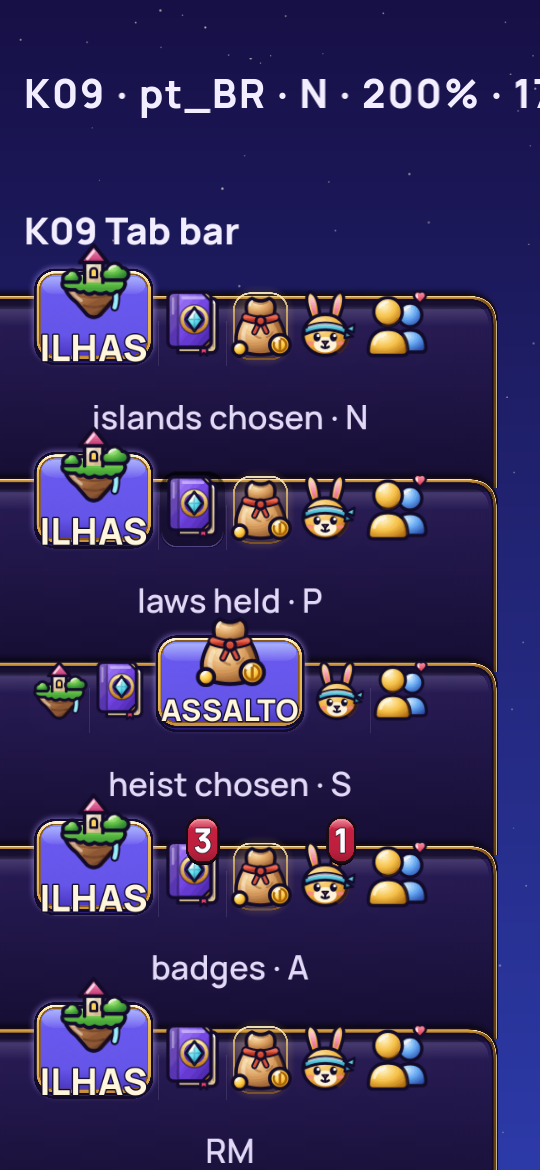 K09 · pt_BR · N · 200% · 17
K09 Tab bar
ILHAS
islands chosen · N
ILHAS
laws held · P
ASSALTO
heist chosen · S
3 1
ILHAS
badges · A
ILHAS
RM